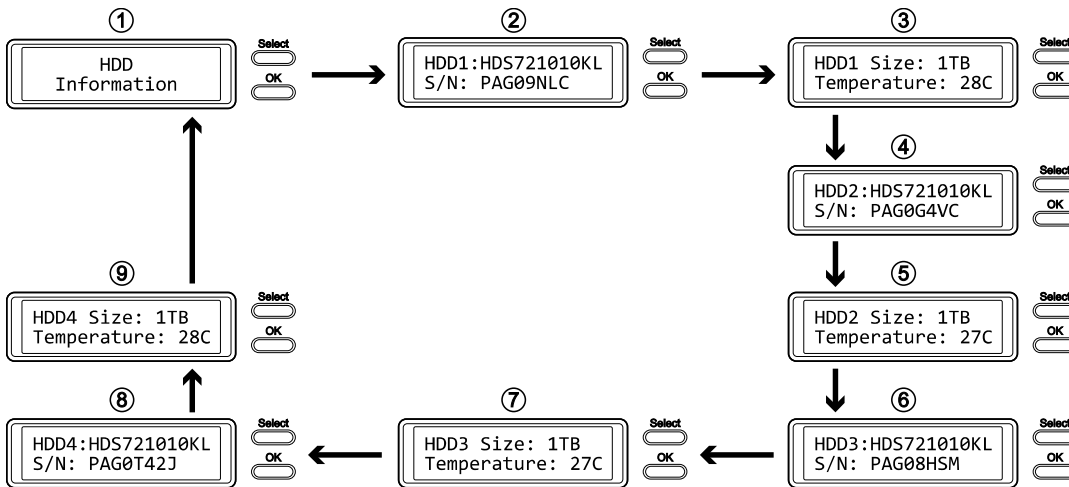 ①
HDD
Information
Select
OK
②
HDD1:HDS721010KL
S/N: PAG09NLC
Select
OK
③
HDD1 Size: 1TB
Temperature: 28C
Select
OK
④
HDD2:HDS721010KL
S/N: PAG0G4VC
Select
OK
⑤
HDD2 Size: 1TB
Temperature: 27C
Select
OK
⑥
HDD3:HDS721010KL
S/N: PAG08HSM
Select
OK
⑦
HDD3 Size: 1TB
Temperature: 27C
Select
OK
⑧
HDD4:HDS721010KL
S/N: PAG0T42J
Select
OK
⑨
HDD4 Size: 1TB
Temperature: 28C
Select
OK